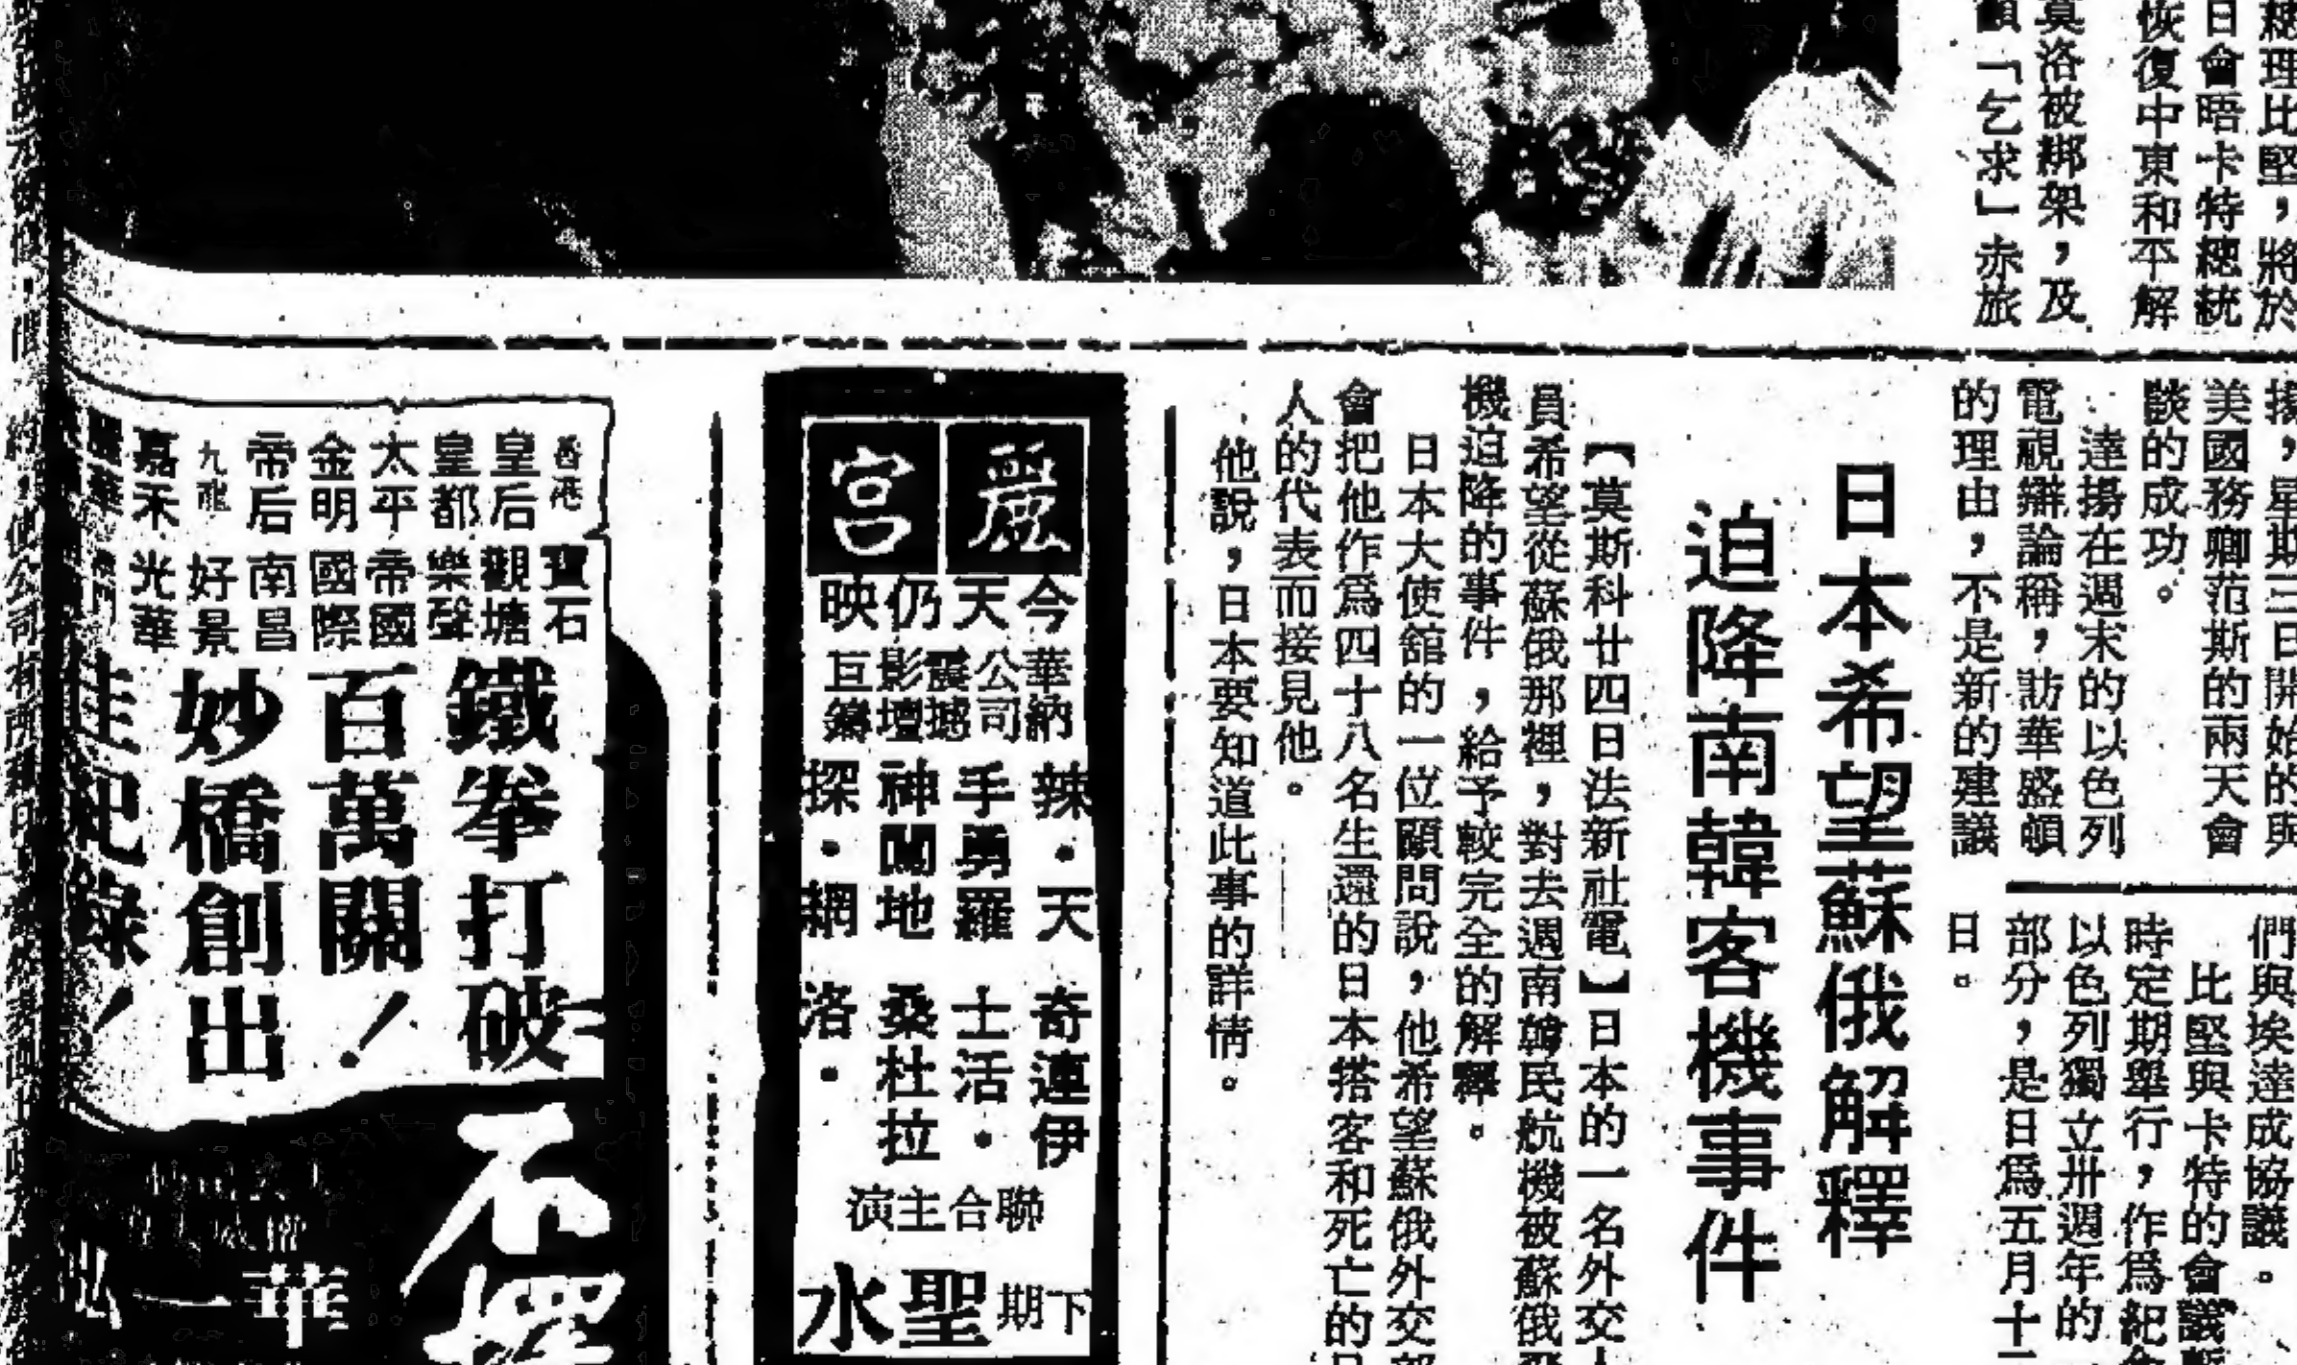 總理比堅，將於
日會晤卡特總統
恢復中東和平解
莫洛被綁架，及
「乞求」赤旅
，星期三日開始的與
美國務卿范斯的兩天會
談的成功。
達揚在週末的以色列
電視辯論稱，訪華盛頓
的理由，不是新的建議
們與埃達成協議。
比堅與卡特的會議暫
時定期舉行，作爲紀念
以色列獨立卅週年的
部分，是日爲五月十二
日。
日本希望蘇俄解釋
迫降南韓客機事件
【莫斯科廿四日法新社電】日本的一名外交人
員希望從蘇俄那裡，對去週南韓民航機被蘇俄飛
機迫降的事件，給予較完全的解釋。
日本大使舘的一位顧問說，他希望蘇俄外交部
會把他作爲四十八名生還的日本搭客和死亡的日
人的代表而接見他。
他說，日本要知道此事的詳情。
麗宮
今天仍映
華納公司震撼影壇巨鑄
辣手神探
天羅地網
奇連伊士活
桑杜拉洛
聯合主演
下期
聖水
香港
皇后
皇都
太平
金明
帝后
九龍
嘉禾
寶石
觀塘
樂聲
帝國
國際
南昌
好景
光華
鐵拳打破
百萬關！
妙橋創出
佳紀錄！
華
一
弘